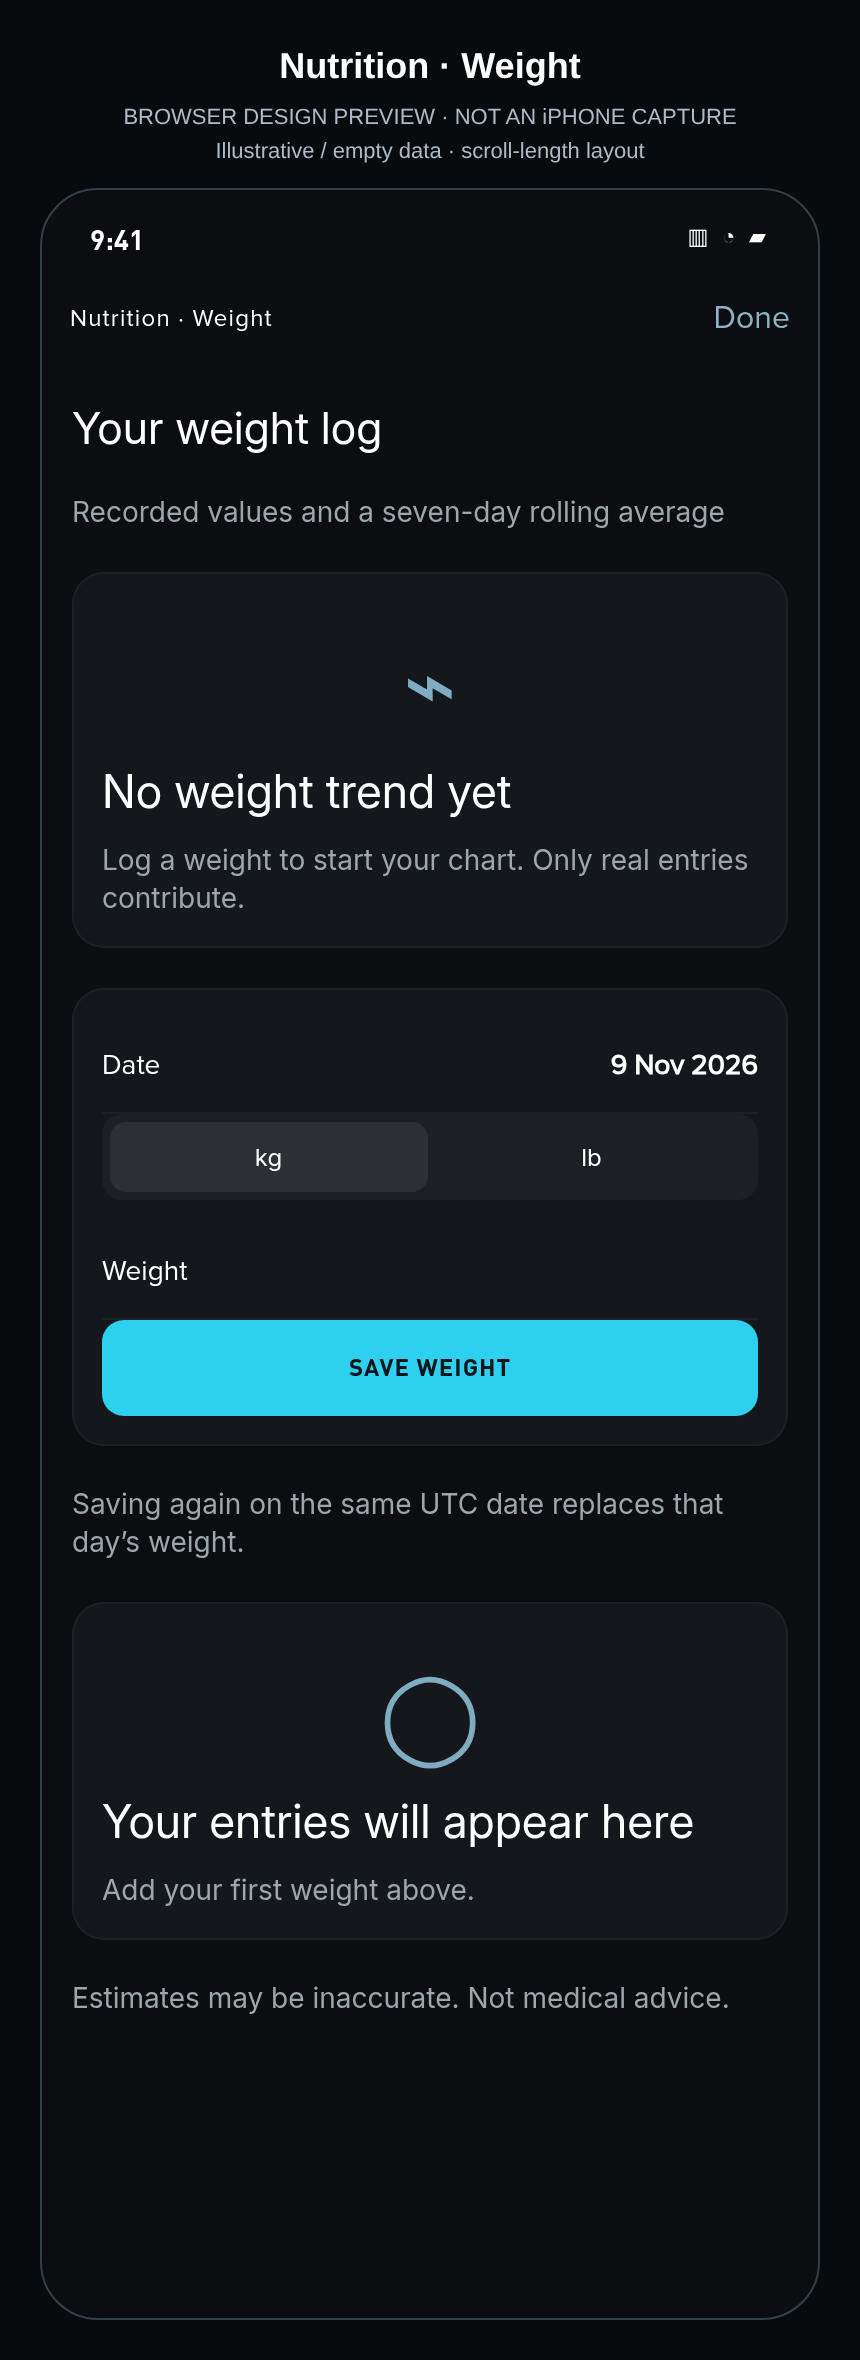 Nutrition · Weight
BROWSER DESIGN PREVIEW · NOT AN iPHONE CAPTURE
Illustrative / empty data · scroll-length layout
9:41
Nutrition · Weight
Done
Your weight log
Recorded values and a seven-day rolling average
No weight trend yet
Log a weight to start your chart. Only real entries
contribute.
Date
9 Nov 2026
kg
lb
Weight
SAVE WEIGHT
Saving again on the same UTC date replaces that
day’s weight.
Your entries will appear here
Add your first weight above.
Estimates may be inaccurate. Not medical advice.